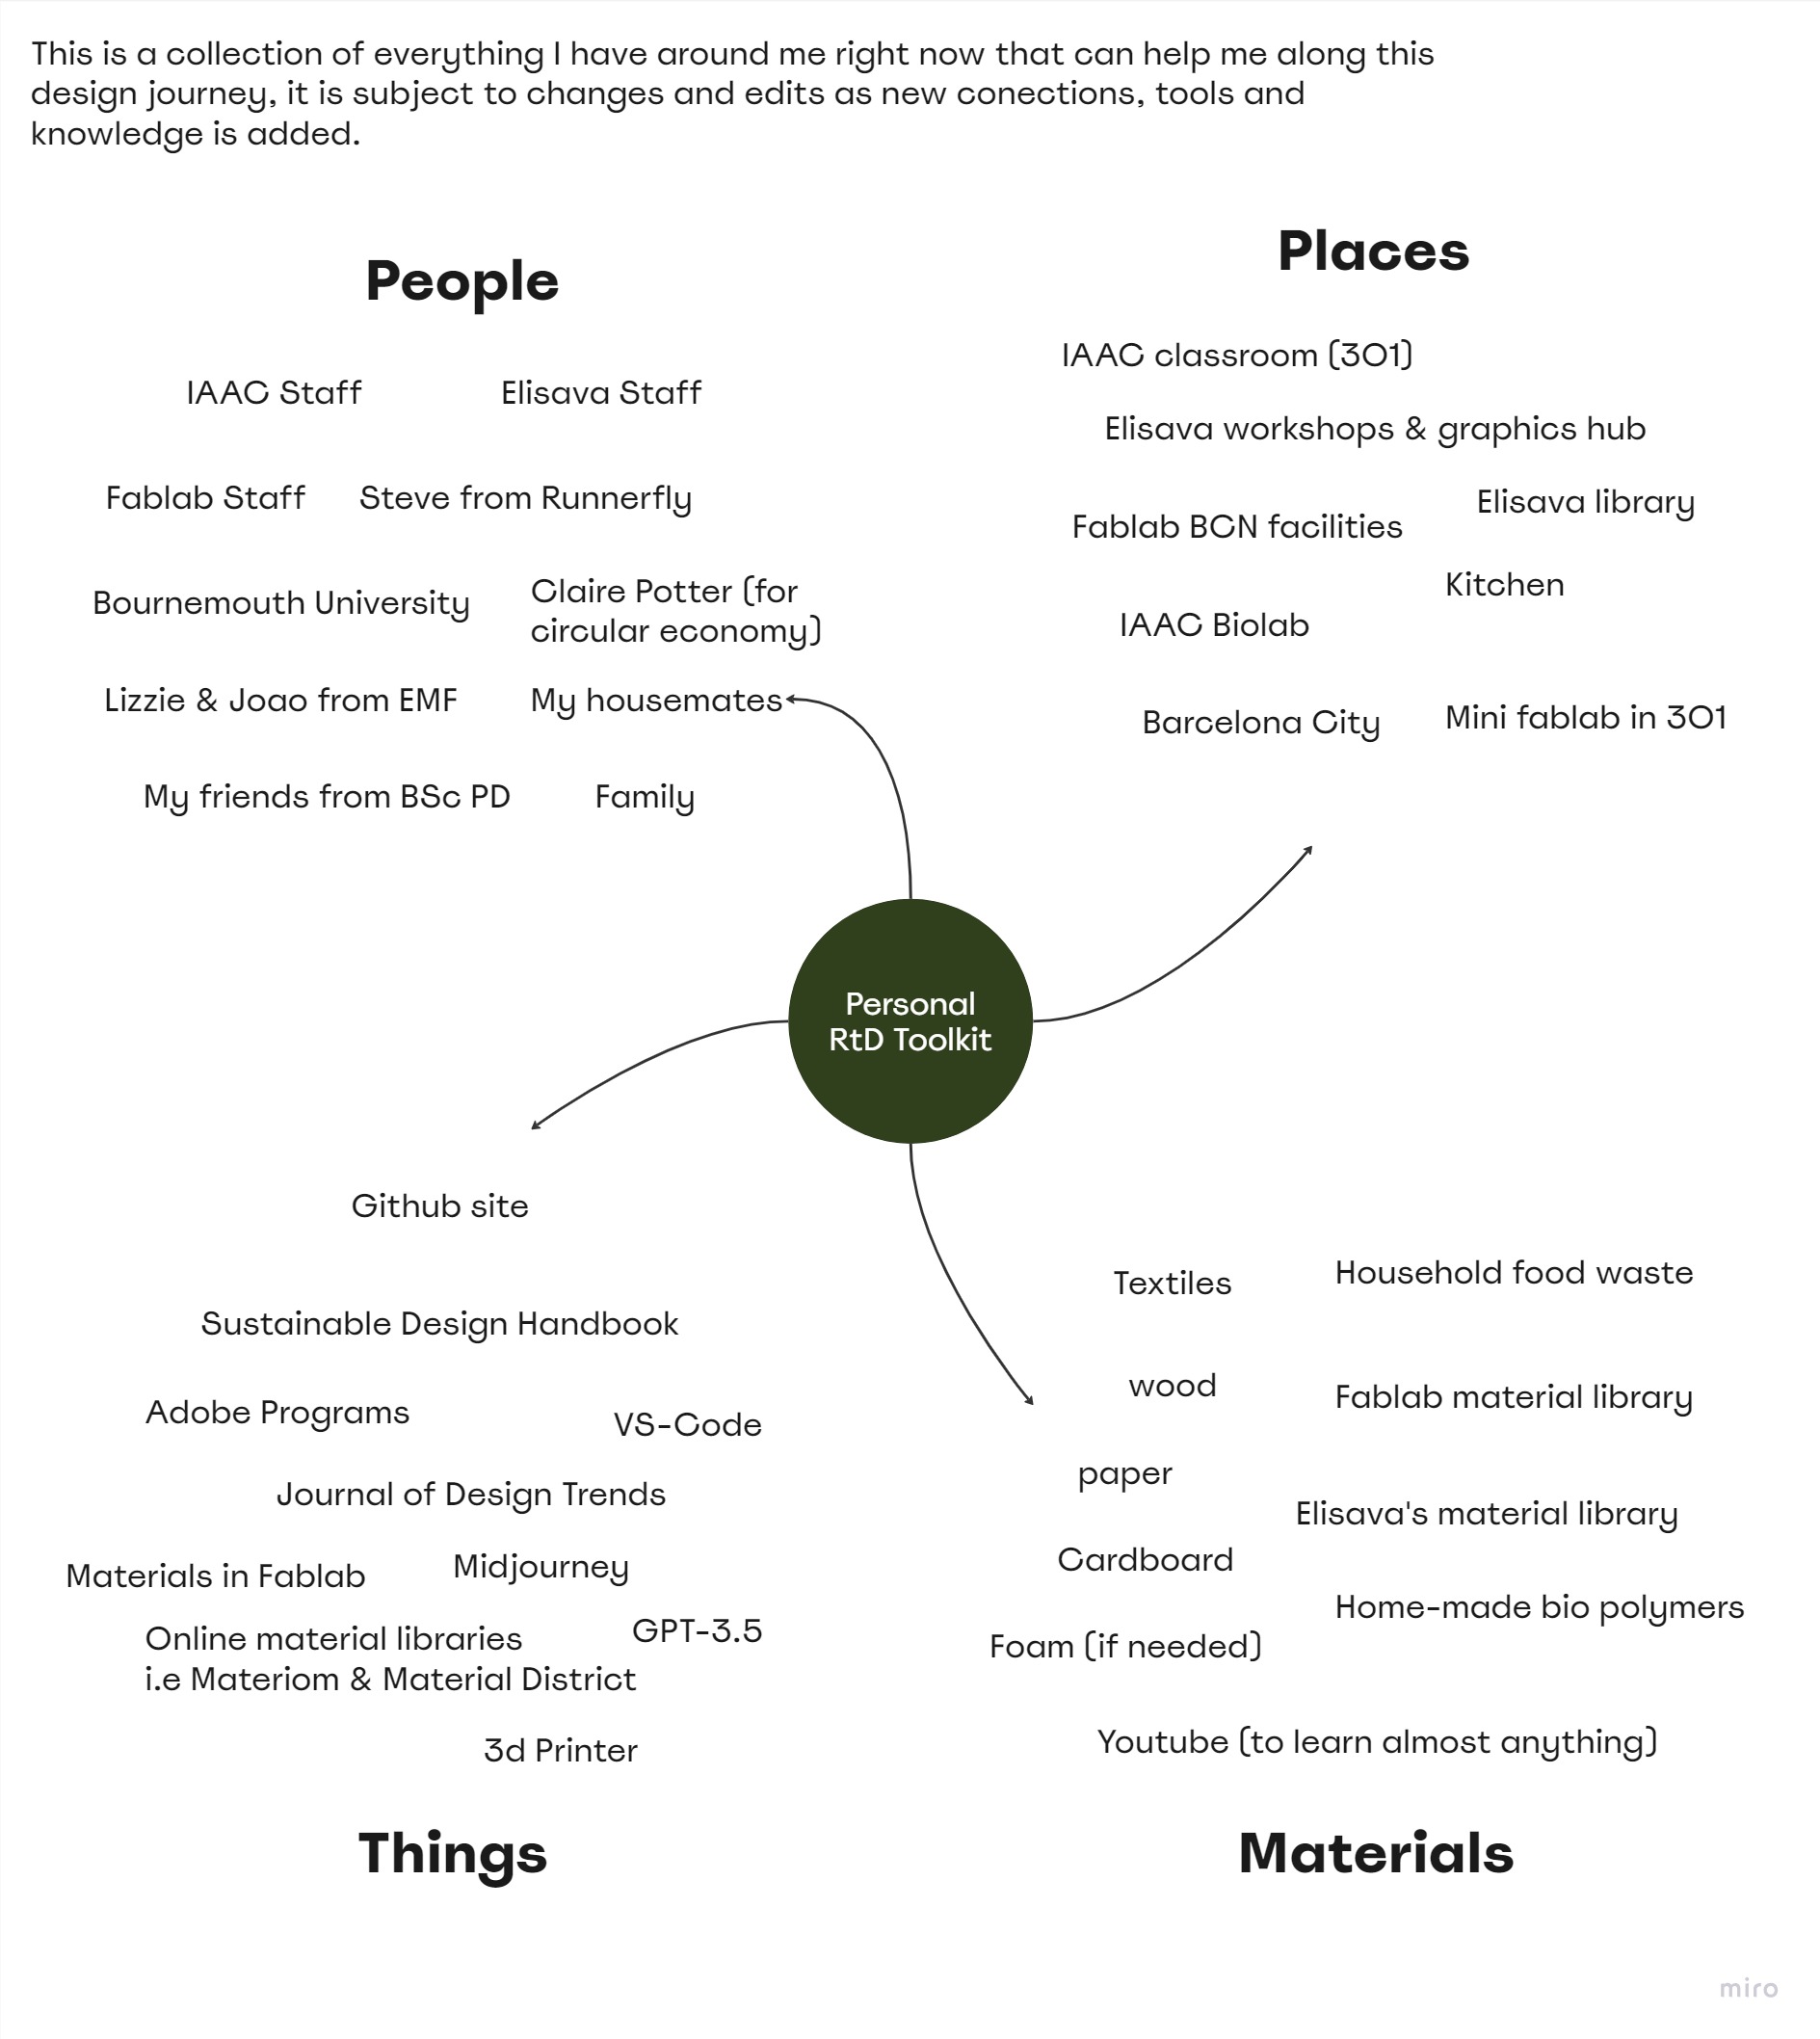 This is a collection of everything I have around me right now that can help me along this
design journey, it is subject to changes and edits as new conections, tools and
knowledge is added.
People
IAAC Staff
Elisava Staff
Fablab Staff
Steve from Runnerfly
Bournemouth University
Claire Potter (for
circular economy)
Lizzie & Joao from EMF
My housemates
My friends from BSc PD
Family
Places
IAAC classroom (301)
Elisava workshops & graphics hub
Elisava library
Fablab BCN facilities
Kitchen
IAAC Biolab
Barcelona City
Mini fablab in 301
Personal
RtD Toolkit
Github site
Sustainable Design Handbook
Adobe Programs
VS-Code
Journal of Design Trends
Materials in Fablab
Midjourney
Online material libraries
i.e Materiom & Material District
GPT-3.5
3d Printer
Things
Textiles
Household food waste
wood
Fablab material library
paper
Elisava's material library
Cardboard
Home-made bio polymers
Foam (if needed)
Youtube (to learn almost anything)
Materials
miro